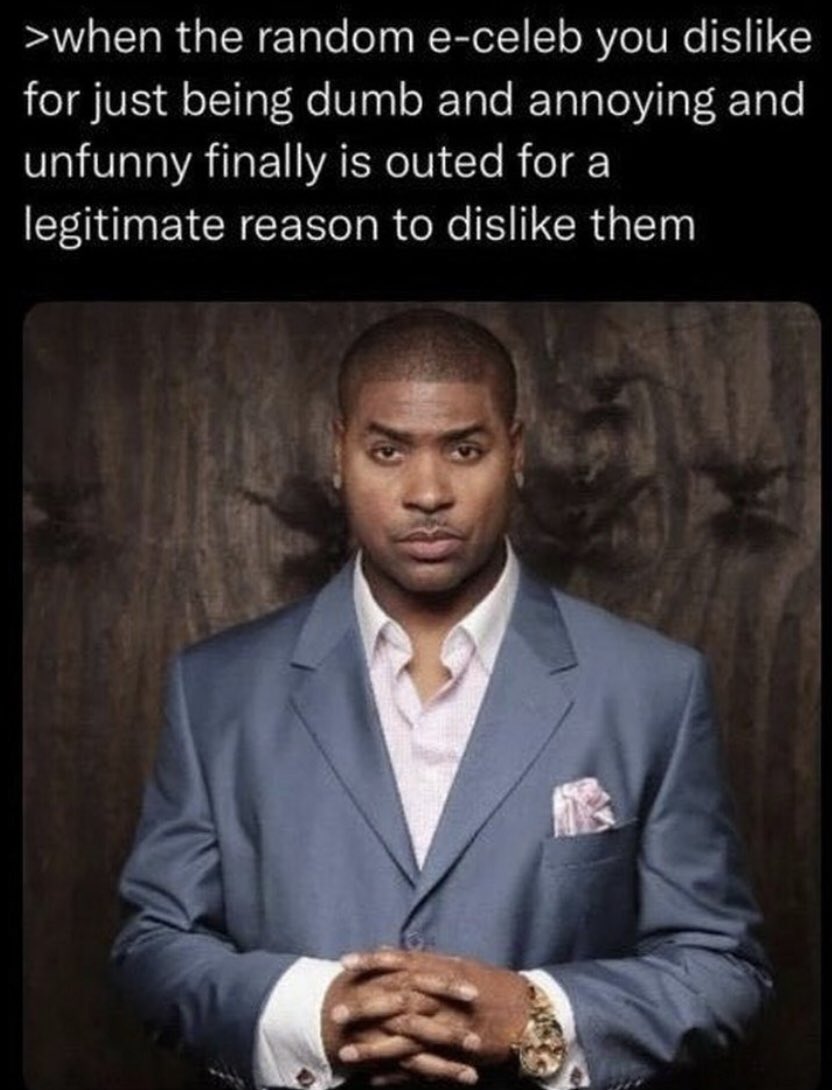 >when the random e-celeb you dislike
for just being dumb and annoying and
unfunny finally is outed for a
legitimate reason to dislike them